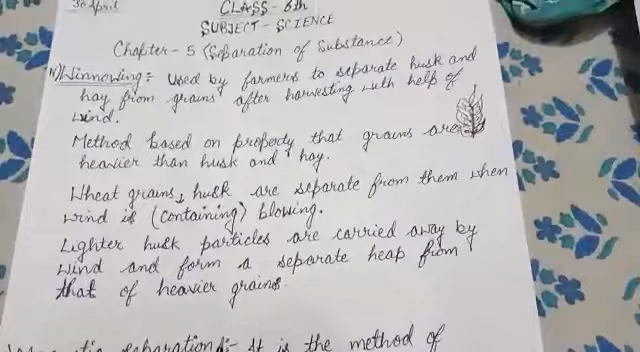 30 April
CLASS - 6th
SUBJECT - SCIENCE
Chapter - 5 (Separation of Substance)
Winnowing:- Used by farmers to separate husk and
hay from grains after harvesting with help of
wind.
Method based on property that grains are
heavier than husk and hay.
Wheat grains, husk are separate from them when
wind is (containing) blowing.
Lighter husk particles are carried away by
wind and form a separate heap from
that of heavier grains.
separation:- It is the method of